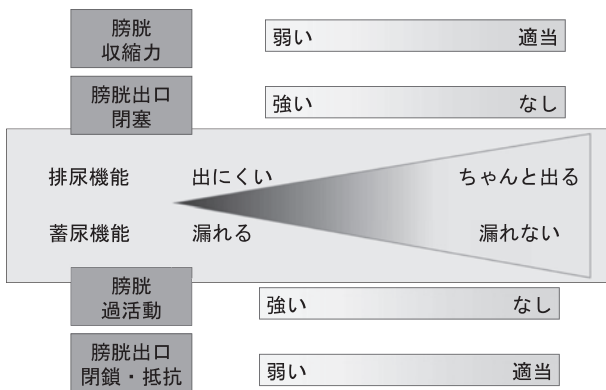 膀胱
収縮力
弱い 適当
膀胱出口
閉塞
強い なし
排尿機能 出にくい ちゃんと出る
蓄尿機能 漏れる 漏れない
膀胱
過活動
強い なし
膀胱出口
閉鎖・抵抗
弱い 適当